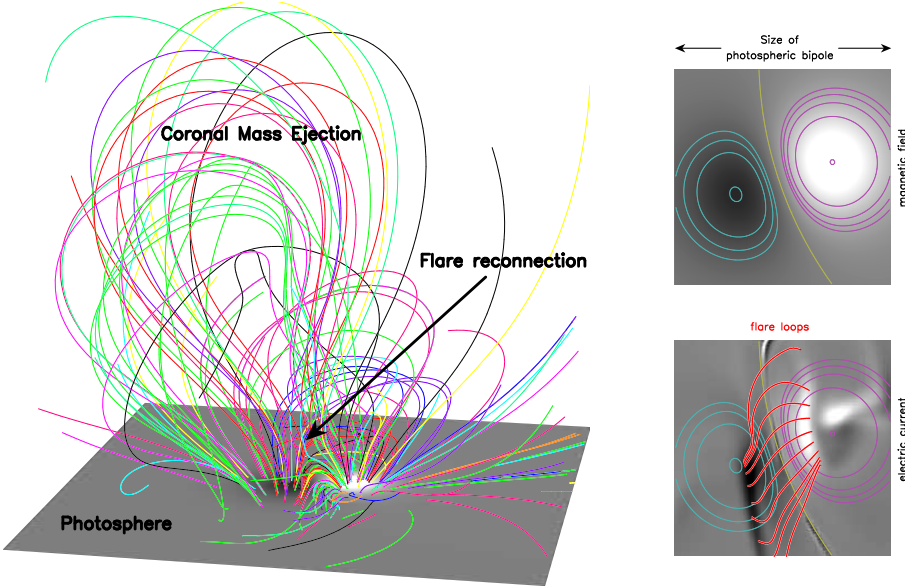 Coronal Mass Ejection
Flare reconnection
Photosphere
Size of
photospheric bipole
magnetic field
flare loops
electric current